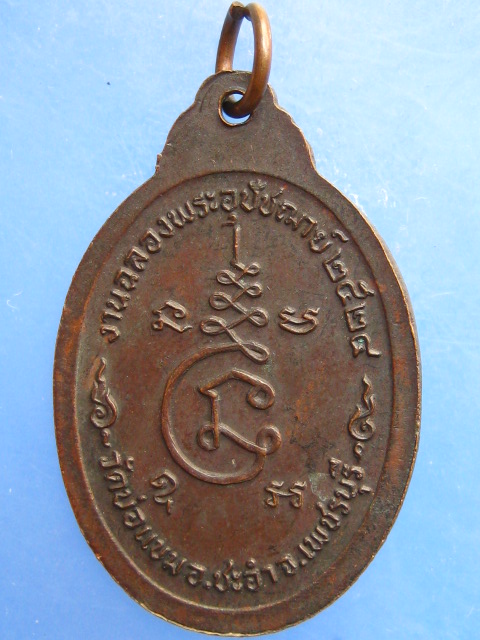 งานฉลองพระอุปัชฌาย์ ๒๕๒๔
วัดบ่อแขม อ.ชะอำ จ.เพชรบุรี